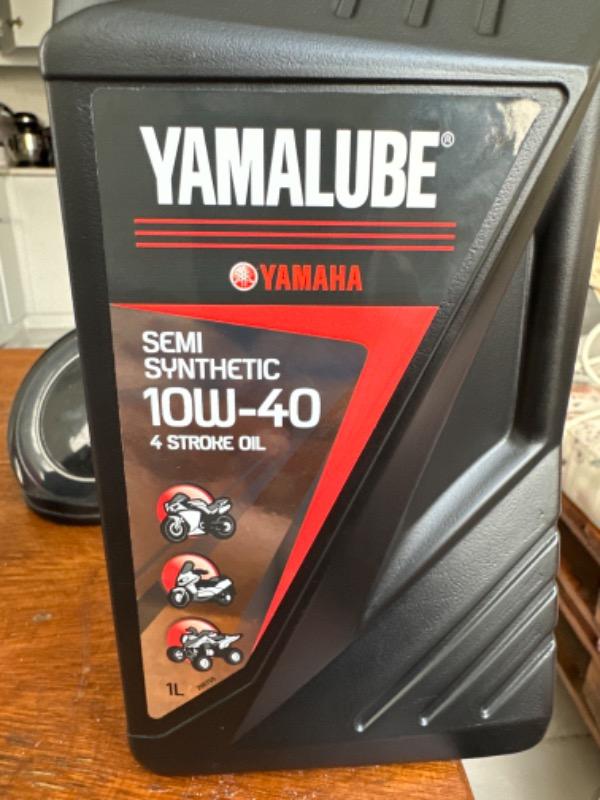 YAMALUBE®
YAMAHA
SEMI
SYNTHETIC
10W-40
4 STROKE OIL
1L